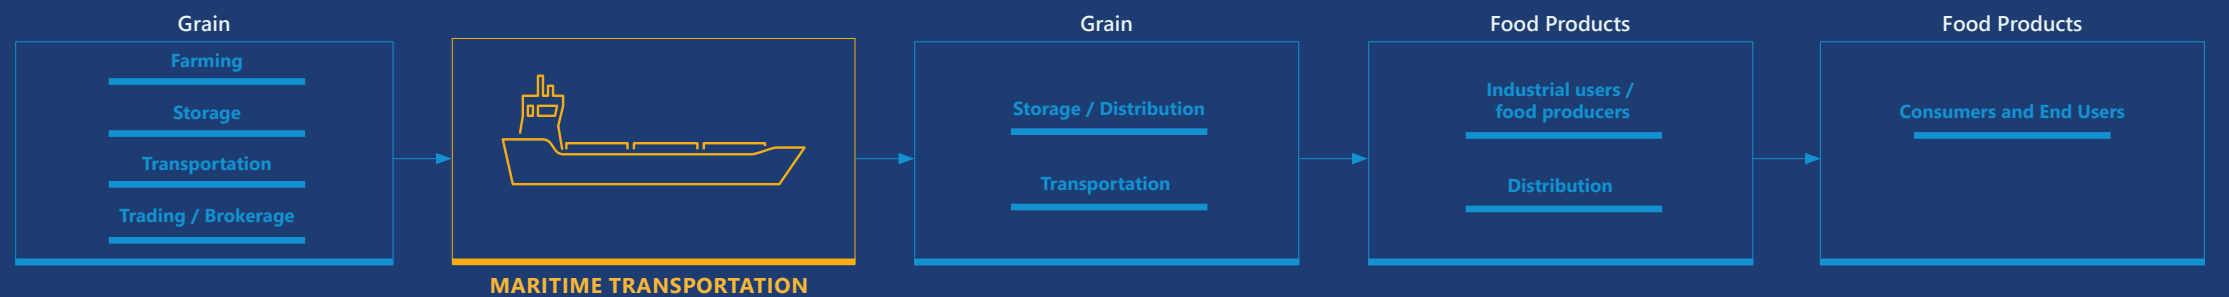 Grain
Farming
Storage
Transportation
Trading / Brokerage
MARITIME TRANSPORTATION
Grain
Storage / Distribution
Transportation
Food Products
Industrial users /
food producers
Distribution
Food Products
Consumers and End Users